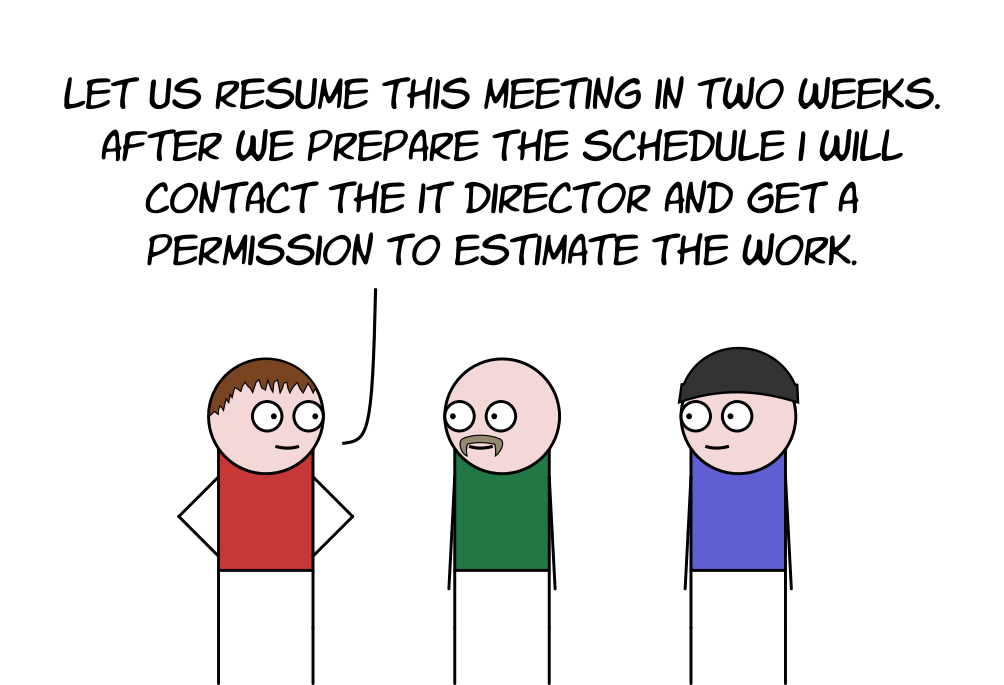 LET US RESUME THIS MEETING IN TWO WEEKS.
AFTER WE PREPARE THE SCHEDULE I WILL
CONTACT THE IT DIRECTOR AND GET A
PERMISSION TO ESTIMATE THE WORK.